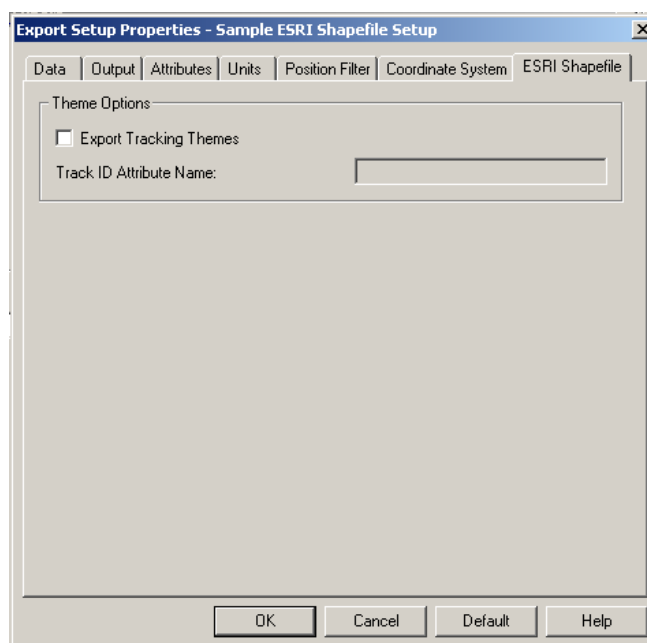 Export Setup Properties - Sample ESRI Shapefile Setup
Data Output Attributes Units Position Filter Coordinate System ESRI Shapefile
Theme Options
Export Tracking Themes
Track ID Attribute Name:
OK Cancel Default Help